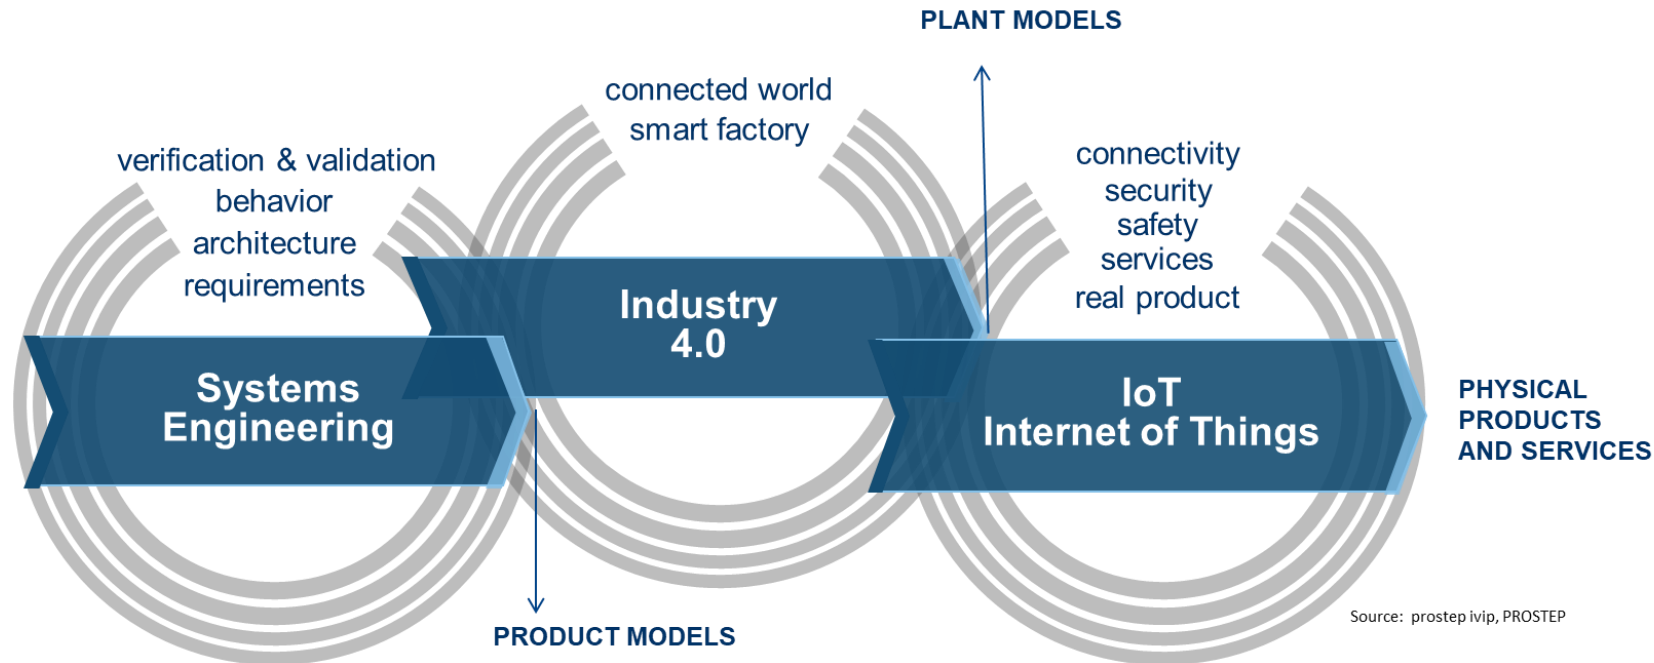 PLANT MODELS
connected world
smart factory
verification & validation
behavior
architecture
requirements
connectivity
security
safety
services
real product
Industry
4.0
Systems
Engineering
IoT
Internet of Things
PHYSICAL
PRODUCTS
AND SERVICES
PRODUCT MODELS
Source: prostep ivip, PROSTEP